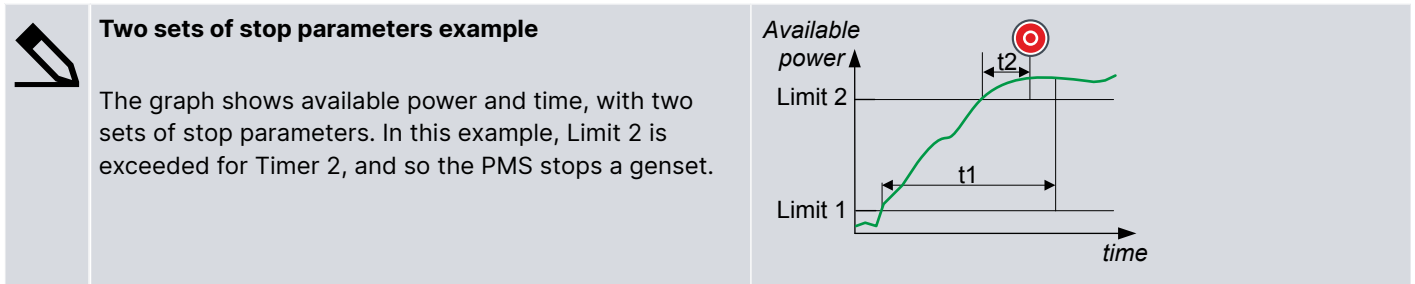 Two sets of stop parameters example
The graph shows available power and time, with two
sets of stop parameters. In this example, Limit 2 is
exceeded for Timer 2, and so the PMS stops a genset.
Available
power
t2
Limit 2
t1
Limit 1
time